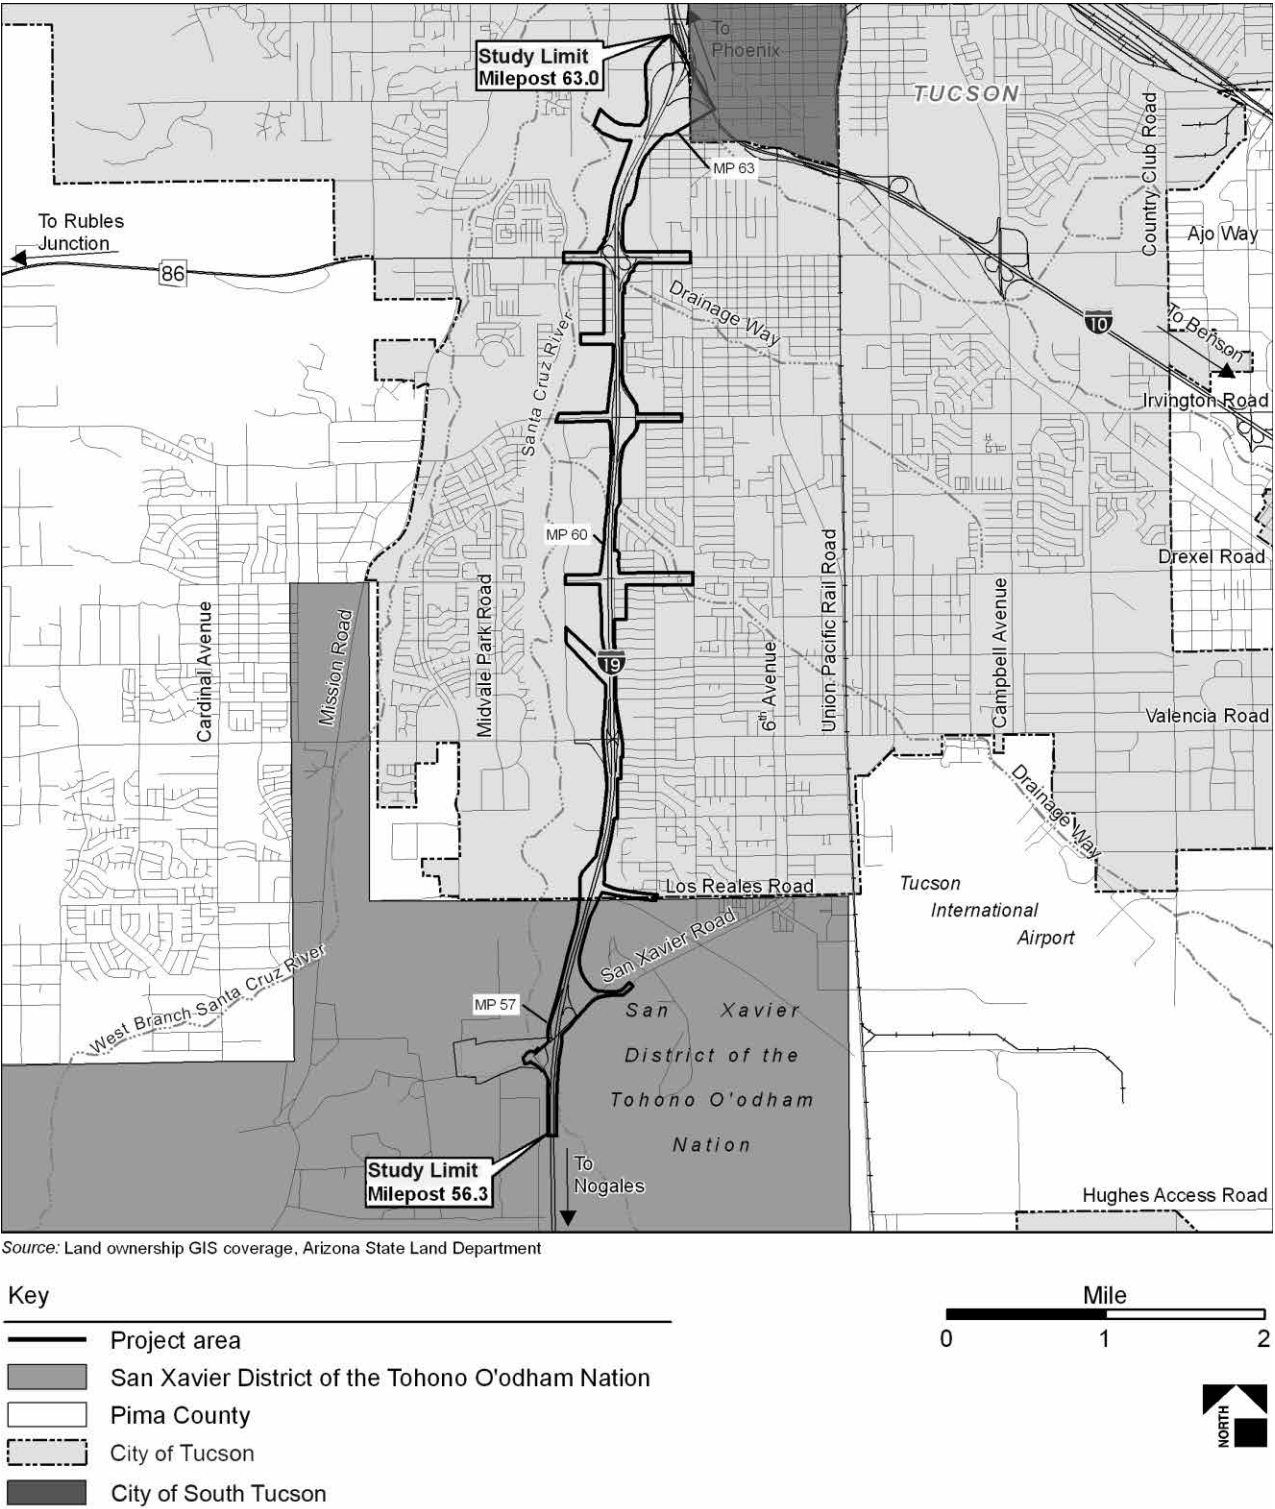 Study Limit
Milepost 63.0
To
Phoenix
TUCSON
Country Club Road
MP 63
To Rubles
Junction
86
Ajo Way
Drainage Way
10
To Benson
Santa Cruz River
Irvington Road
MP 60
Drexel Road
Cardinal Avenue
Mission Road
Midvale Park Road
19
6th Avenue
Union Pacific Rail Road
Campbell Avenue
Valencia Road
Drainage Way
Los Reales Road
Tucson
International
Airport
San Xavier Road
West Branch Santa Cruz River
MP 57
San Xavier
District of the
Tohono O'odham
Nation
Study Limit
Milepost 56.3
To
Nogales
Hughes Access Road
Source: Land ownership GIS coverage, Arizona State Land Department
Key
Mile
0 1 2
Project area
San Xavier District of the Tohono O'odham Nation
Pima County
City of Tucson
City of South Tucson
NORTH